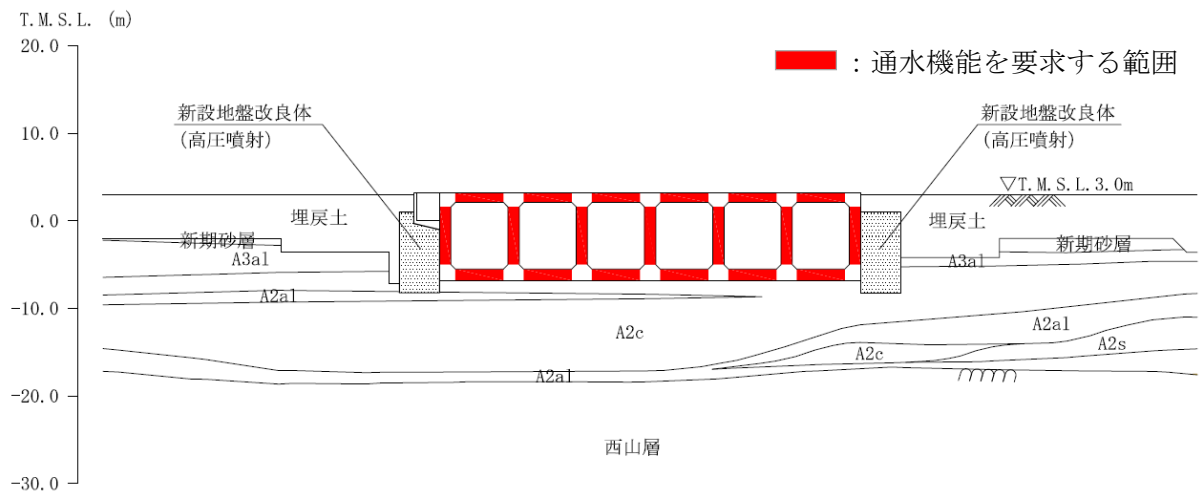 T.M.S.L. (m)
20.0
：通水機能を要求する範囲
新設地盤改良体
(高圧噴射)
新設地盤改良体
(高圧噴射)
10.0
▽T.M.S.L.3.0m
0.0
埋戻土
埋戻土
新期砂層
新期砂層
A3al
A3al
A2al
-10.0
A2c
A2al
A2c
A2s
A2al
-20.0
西山層
-30.0